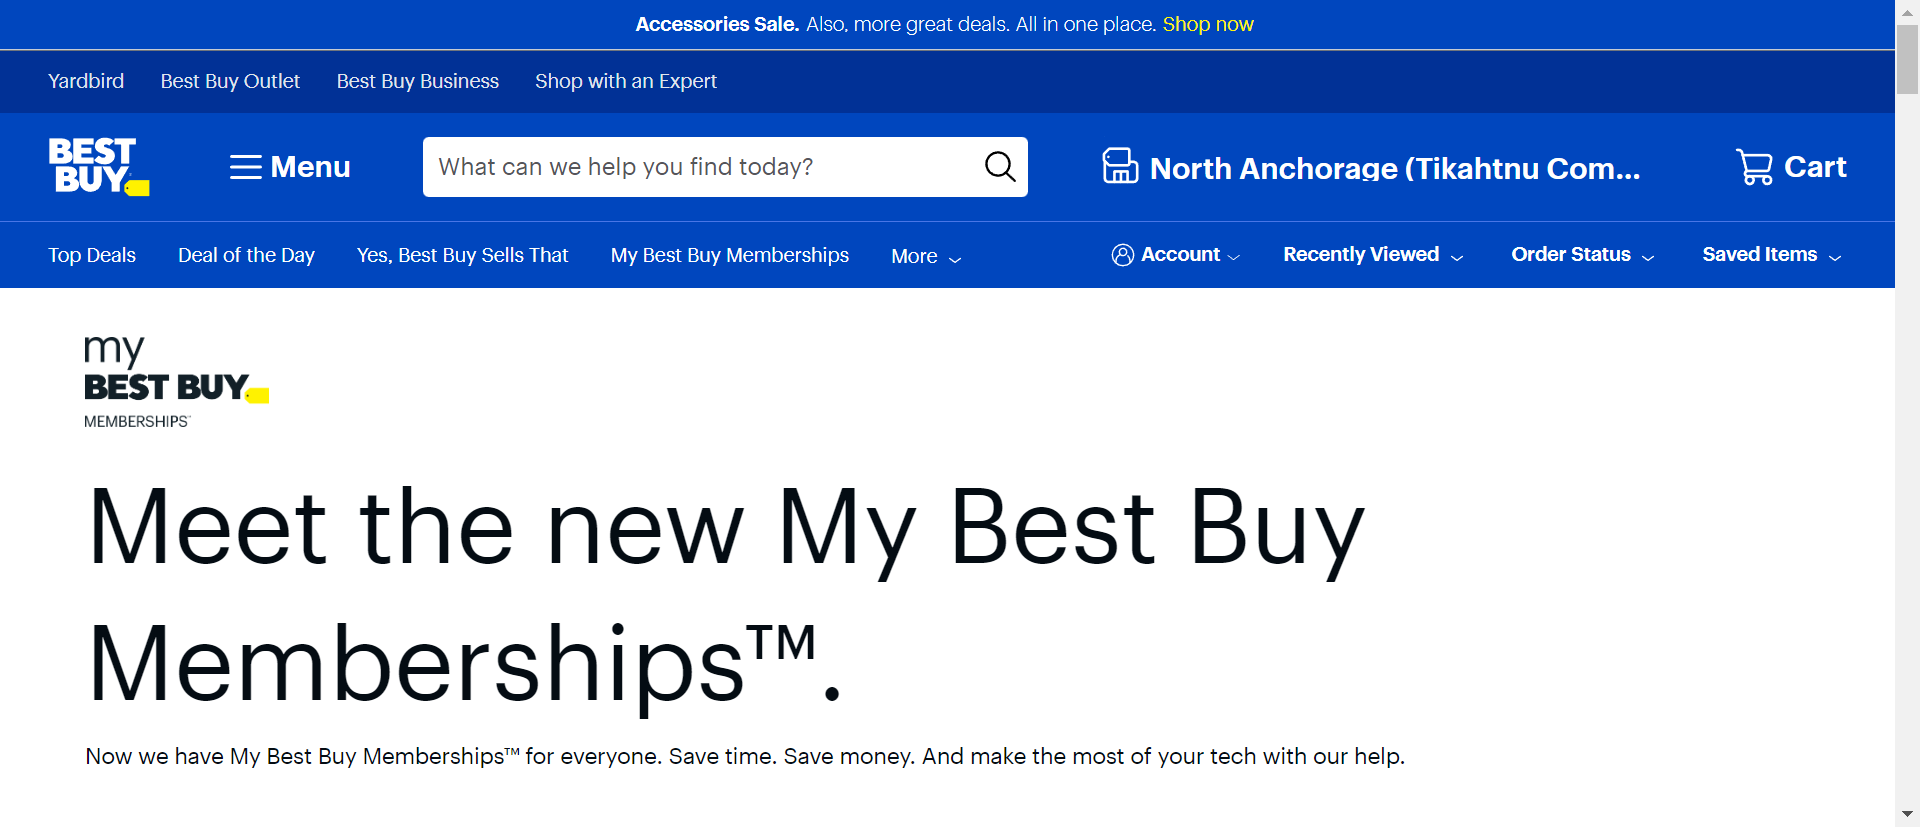 Accessories Sale. Also, more great deals. All in one place. Shop now
Yardbird Best Buy Outlet Best Buy Business Shop with an Expert
BEST
BUY
Menu
What can we help you find today?
North Anchorage (Tikahtnu Com...
Cart
Top Deals Deal of the Day Yes, Best Buy Sells That My Best Buy Memberships More Account Recently Viewed Order Status Saved Items
my
BEST BUY
MEMBERSHIPS™
Meet the new My Best Buy
Memberships™.
Now we have My Best Buy Memberships™ for everyone. Save time. Save money. And make the most of your tech with our help.